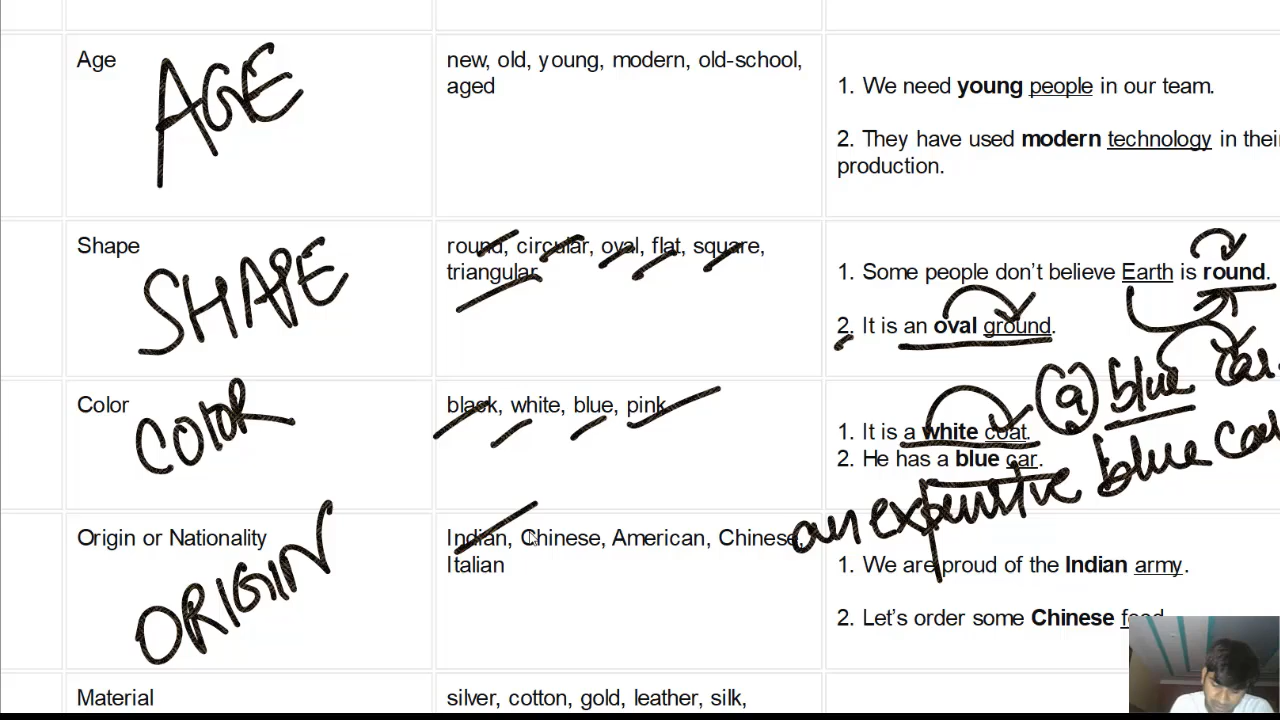 Age
AGE
new, old, young, modern, old-school,
aged
1. We need young people in our team.
2. They have used modern technology in their
production.
Shape
SHAPE
round, circular, oval, flat, square,
triangular
1. Some people don’t believe Earth is round.
2. It is an oval ground.
a blue car
Color
COLOR
black, white, blue, pink
1. It is a white coat.
2. He has a blue car.
an expensive blue car
Origin or Nationality
ORIGIN
Indian, Chinese, American, Chinese,
Italian
1. We are proud of the Indian army.
2. Let’s order some Chinese food
Material
silver, cotton, gold, leather, silk,